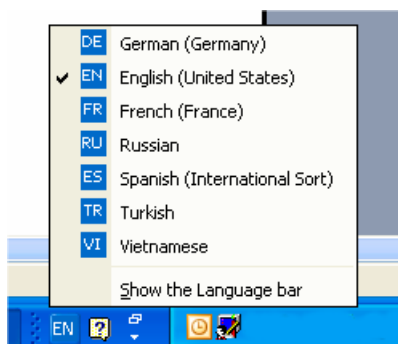 DE German (Germany)
EN English (United States)
FR French (France)
RU Russian
ES Spanish (International Sort)
TR Turkish
VI Vietnamese
Show the Language bar
EN ?